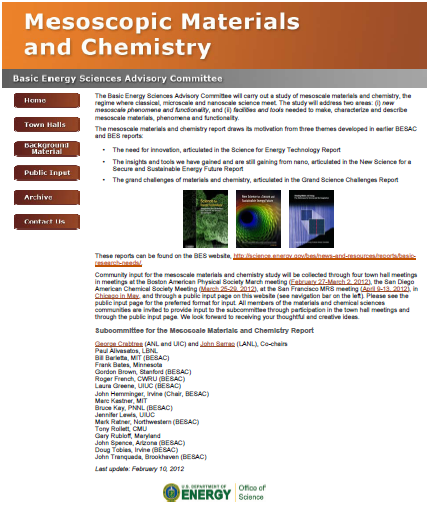 Mesoscopic Materials
and Chemistry
Basic Energy Sciences Advisory Committee
Home
Town Halls
Background
Material
Public Input
Archive
Contact Us
The Basic Energy Sciences Advisory Committee will carry out a study of mesoscale materials and chemistry, the
regime where classical, microscale and nanoscale science meet. The study will address two areas: (i) new
mesoscale phenomena and functionality, and (ii) facilities and tools needed to make, characterize and describe
mesoscale materials, phenomena and functionality.
The mesoscale materials and chemistry report draws its motivation from three themes developed in earlier BESAC
and BES reports:
• The need for innovation, articulated in the Science for Energy Technology Report
• The insights and tools we have gained and are still gaining from nano, articulated in the New Science for a
Secure and Sustainable Energy Future Report
• The grand challenges of materials and chemistry, articulated in the Grand Science Challenges Report
These reports can be found on the BES website, http://science.energy.gov/bes/news-and-resources/reports/basic-
research-needs/.
Community input for the mesoscale materials and chemistry study will be collected through four town hall meetings
in meetings at the Boston American Physical Society March meeting (February 27-March 2, 2012), the San Diego
American Chemical Society Meeting (March 25-29, 2012), at the San Francisco MRS meeting (April 9-13, 2012), in
Chicago in May, and through a public input page on this website (see navigation bar on the left). Please see the
public input page for the preferred format for input. All members of the materials and chemical sciences
communities are invited to provide input to the subcommittee through participation in the town hall meetings and
through the public input page. We look forward to receiving your thoughtful and creative ideas.
Subcommittee for the Mesoscale Materials and Chemistry Report
George Crabtree (ANL and UIC) and John Sarrao (LANL), Co-chairs
Paul Alivisatos, LBNL
Bill Barletta, MIT (BESAC)
Frank Bates, Minnesota
Gordon Brown, Stanford (BESAC)
Roger French, CWRU (BESAC)
Laura Greene, UIUC (BESAC)
John Hemminger, Irvine (Chair, BESAC)
Marc Kastner, MIT
Bruce Kay, PNNL (BESAC)
Jennifer Lewis, UIUC
Mark Ratner, Northwestern (BESAC)
Tony Rollett, CMU
Gary Rubloff, Maryland
John Spence, Arizona (BESAC)
Doug Tobias, Irvine (BESAC)
John Tranquada, Brookhaven (BESAC)
Last update: February 10, 2012
U.S. DEPARTMENT OF
ENERGY
Office of
Science